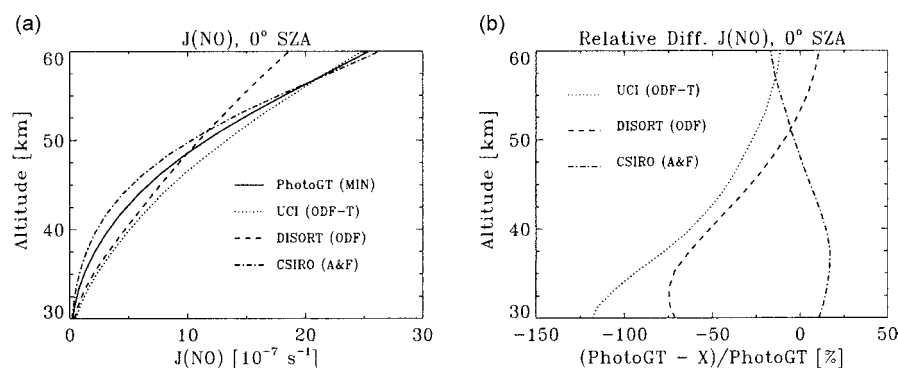 (a)
J(NO), 0° SZA
60
50
40
30
Altitude [km]
PhotoGT (MIN)
UCI (ODF-T)
DISORT (ODF)
CSIRO (A&F)
0 10 20 30
J(NO) [10⁻⁷ s⁻¹]
(b)
Relative Diff. J(NO), 0° SZA
60
50
40
30
Altitude [km]
UCI (ODF-T)
DISORT (ODF)
CSIRO (A&F)
-150 -100 -50 0 50
(PhotoGT - X)/PhotoGT [%]